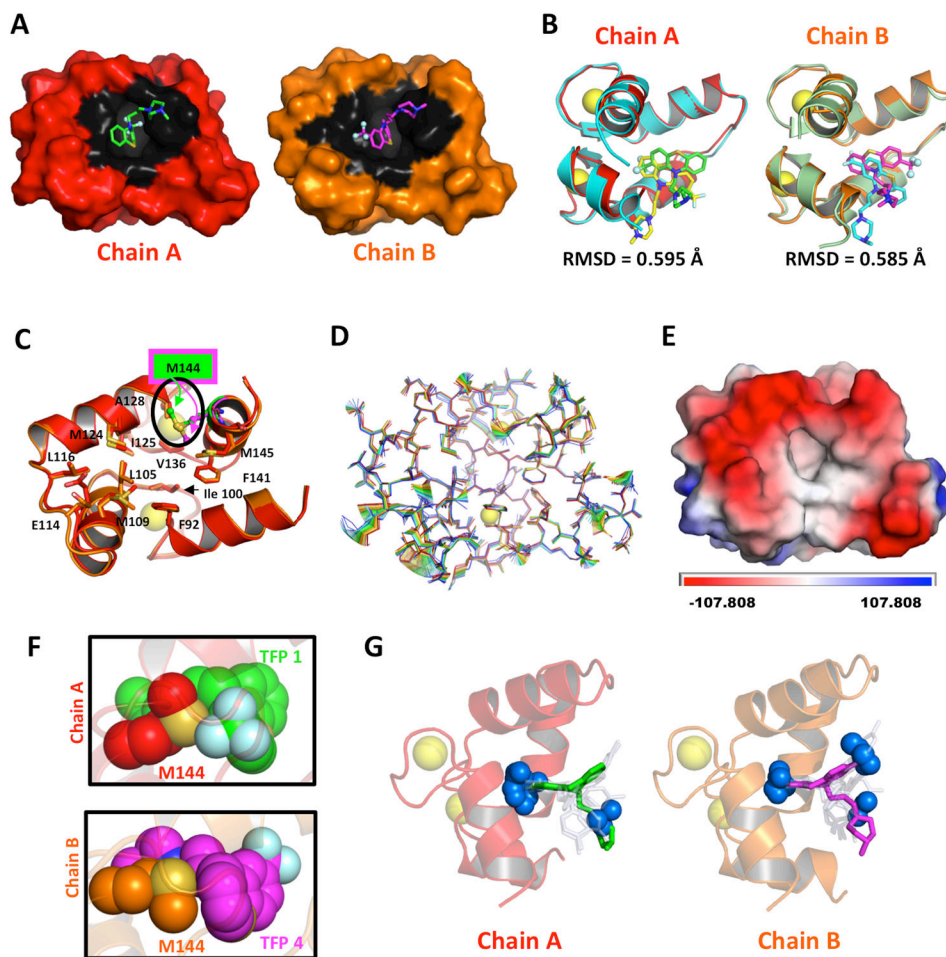 A
Chain A
Chain B
B
Chain A
Chain B
RMSD = 0.595 Å
RMSD = 0.585 Å
C
M144
A128
M124
I125
L116
V136
M145
L105
F141
Ile 100
E114
M109
F92
D
E
-107.808
107.808
F
Chain A
TFP 1
M144
Chain B
M144
TFP 4
G
Chain A
Chain B